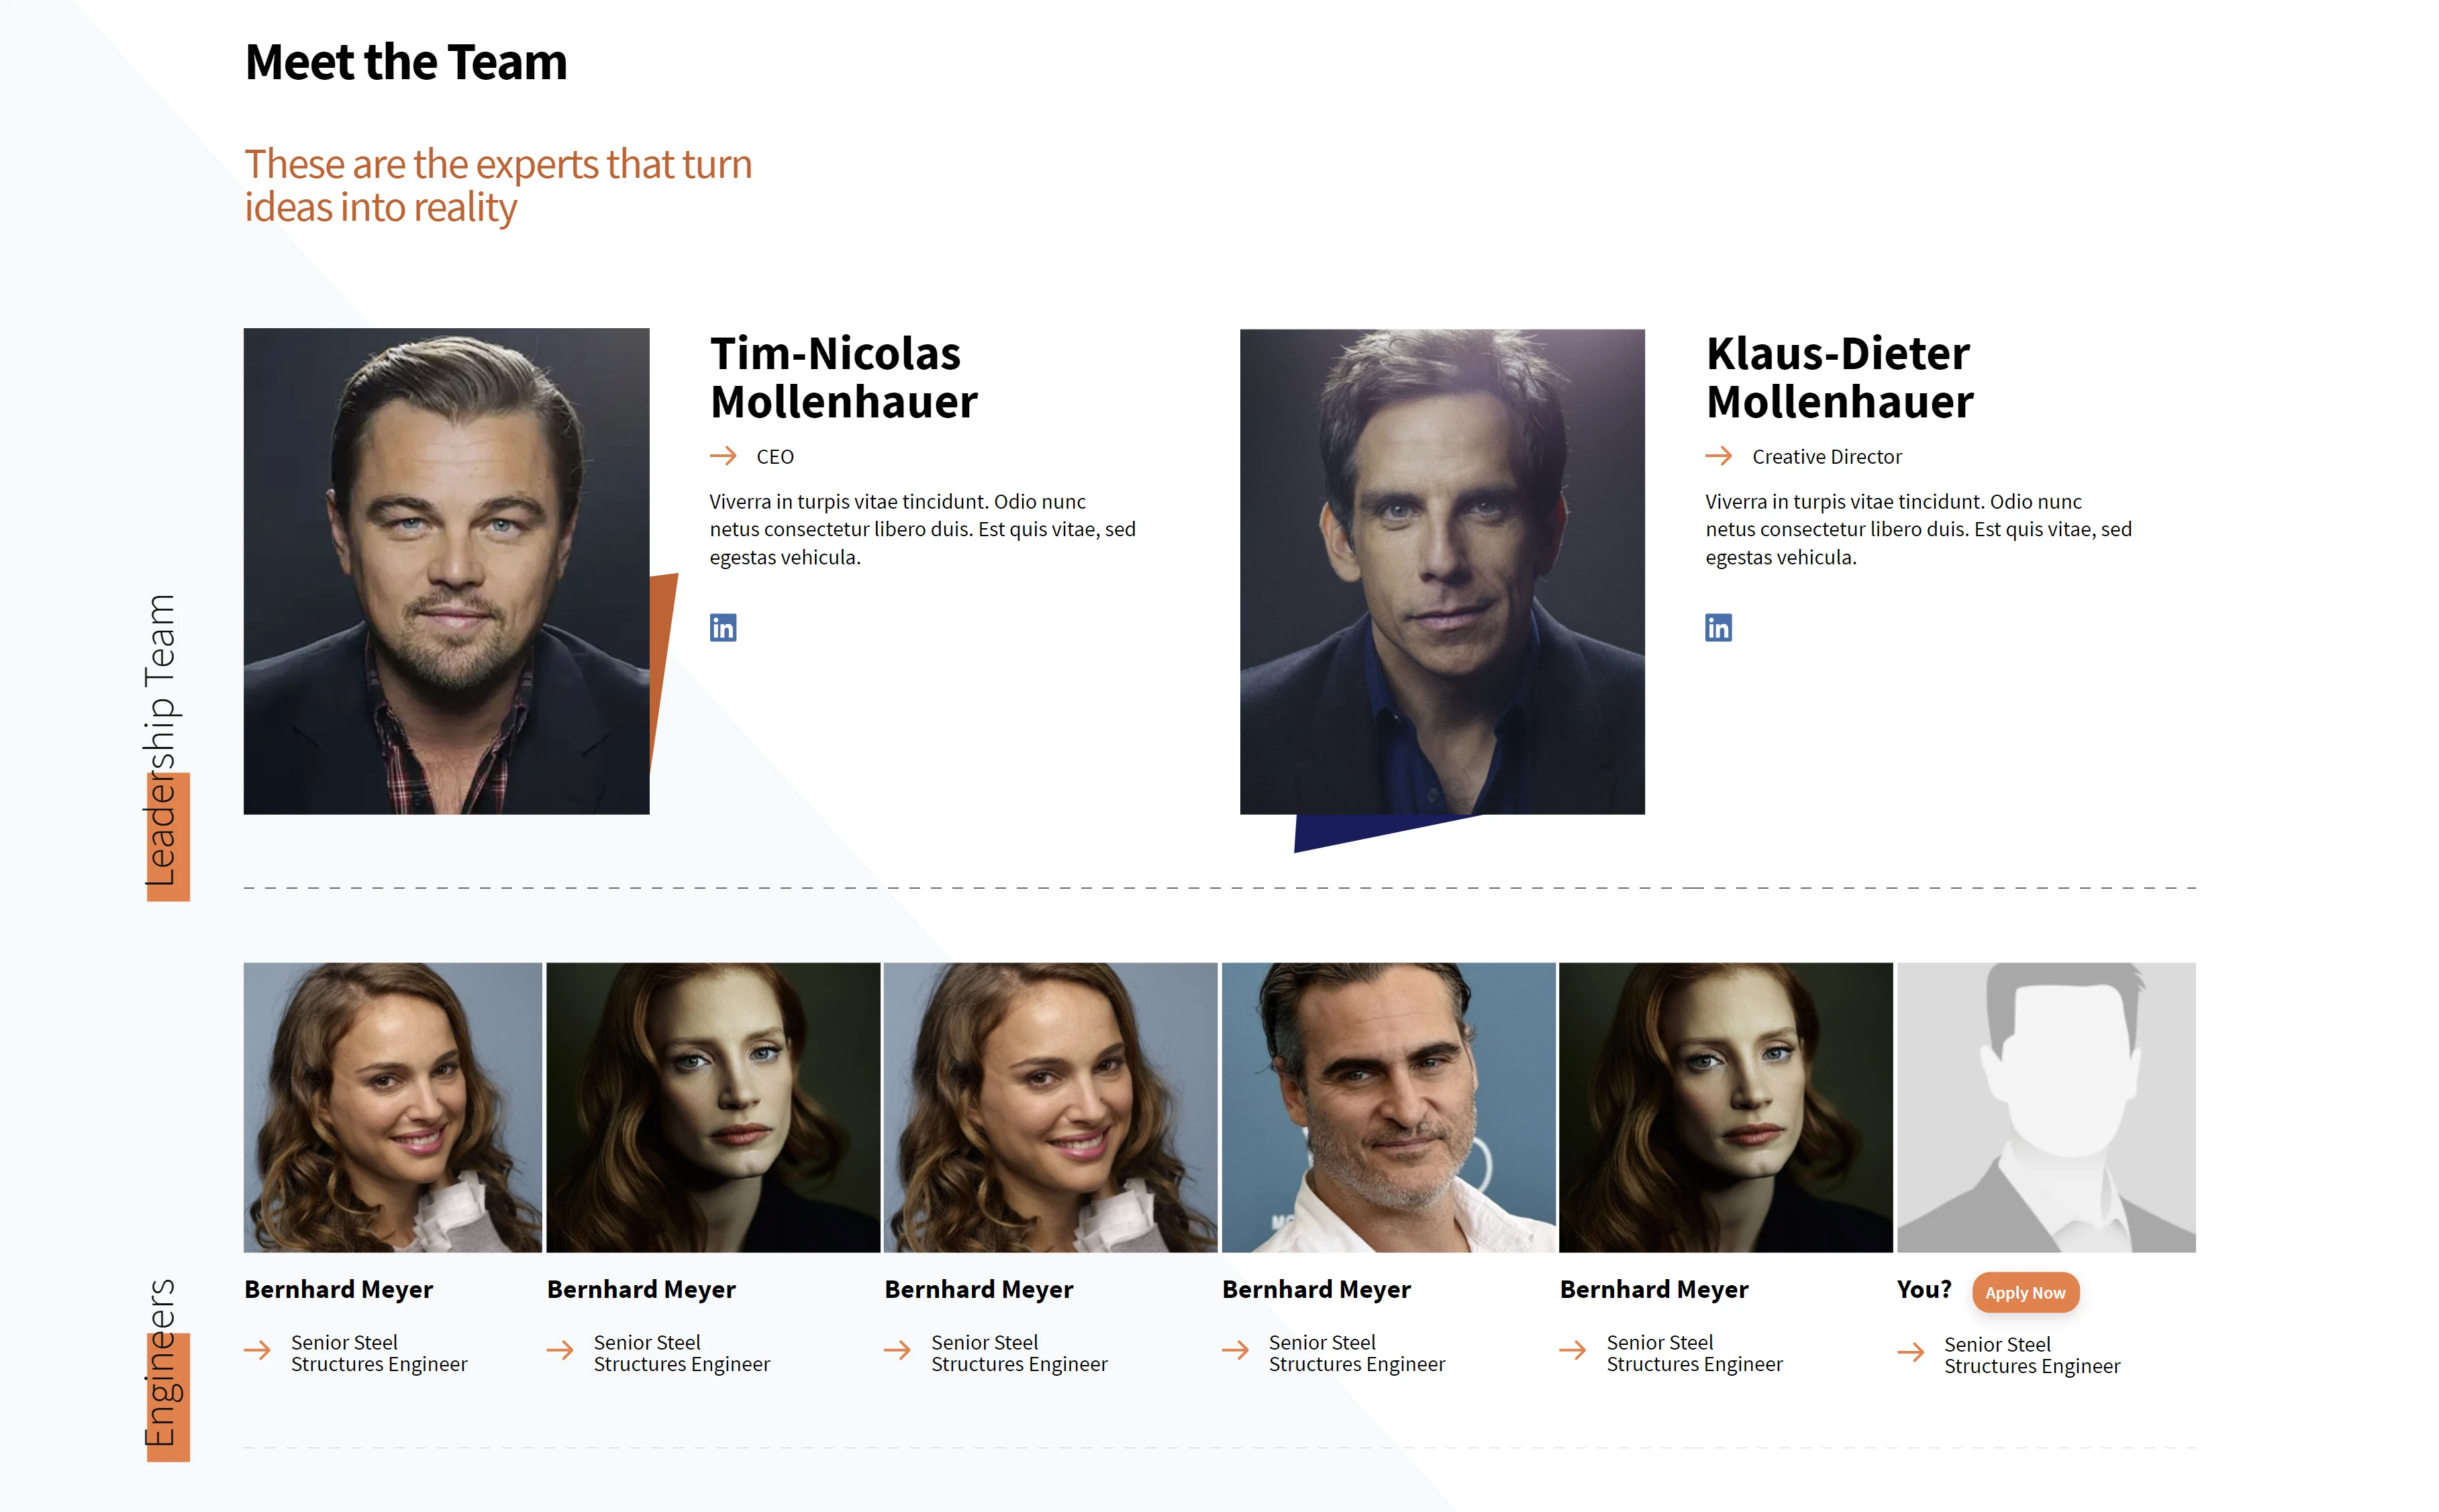 Meet the Team
These are the experts that turn
ideas into reality
Leadership Team
Tim-Nicolas
Mollenhauer
CEO
Viverra in turpis vitae tincidunt. Odio nunc
netus consectetur libero duis. Est quis vitae, sed
egestas vehicula.
in
Klaus-Dieter
Mollenhauer
Creative Director
Viverra in turpis vitae tincidunt. Odio nunc
netus consectetur libero duis. Est quis vitae, sed
egestas vehicula.
in
Engineers
Bernhard Meyer
Senior Steel
Structures Engineer
Bernhard Meyer
Senior Steel
Structures Engineer
Bernhard Meyer
Senior Steel
Structures Engineer
Bernhard Meyer
Senior Steel
Structures Engineer
Bernhard Meyer
Senior Steel
Structures Engineer
You?
Apply Now
Senior Steel
Structures Engineer